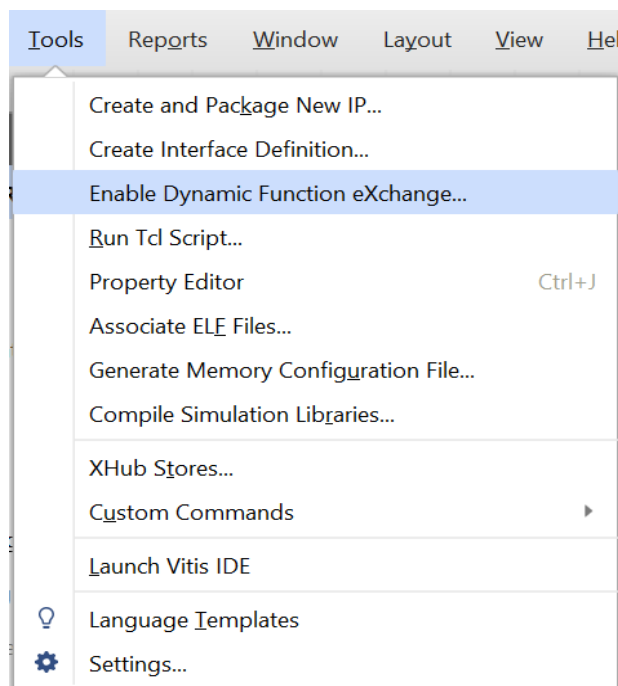 Tools Reports Window Layout View Hel
Create and Package New IP...
Create Interface Definition...
Enable Dynamic Function eXchange...
Run Tcl Script...
Property Editor Ctrl+J
Associate ELF Files...
Generate Memory Configuration File...
Compile Simulation Libraries...
XHub Stores...
Custom Commands
Launch Vitis IDE
Language Templates
Settings...